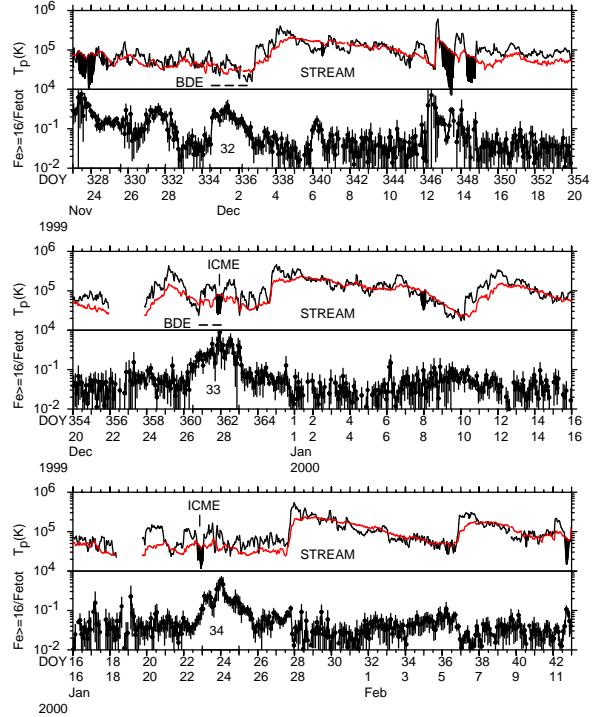 10^6
T_p(K)
10^5
BDE
STREAM
10^4
Fe>=16/Fetot
10^-1
32
10^-2
DOY 328 330 332 334 336 338 340 342 344 346 348 350 352 354
24 26 28 30 2 4 6 8 10 12 14 16 18 20
Nov Dec
1999
10^6
ICME
T_p(K)
10^5
STREAM
10^4
BDE
Fe>=16/Fetot
10^-1
33
10^-2
DOY 354 356 358 360 362 364 1 2 4 6 8 10 12 14 16
20 22 24 26 28 30 1 2 4 6 8 10 12 14 16
Dec Jan
1999 2000
10^6
ICME
T_p(K)
10^5
STREAM
10^4
Fe>=16/Fetot
10^-1
34
10^-2
DOY 16 18 20 22 24 26 28 30 32 34 36 38 40 42
16 18 20 22 24 26 28 30 1 3 5 7 9 11
Jan Feb
2000